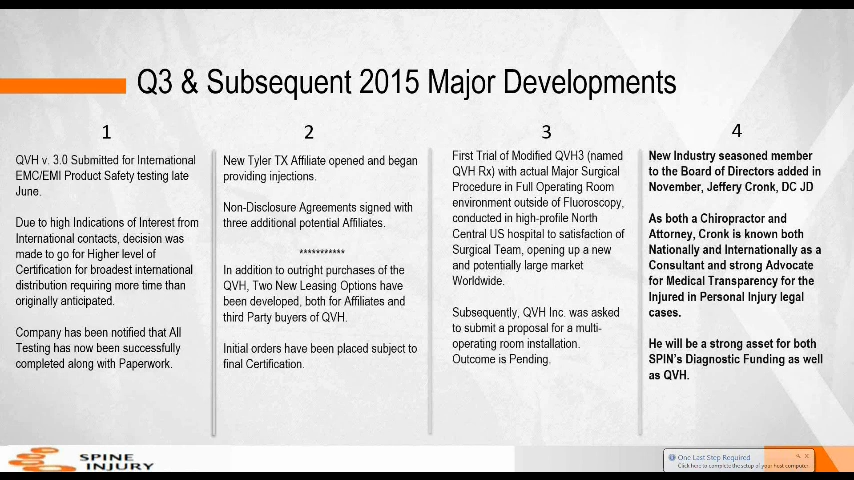 Q3 & Subsequent 2015 Major Developments
1
QVH v. 3.0 Submitted for International
EMC/EMI Product Safety testing late
June.
Due to high Indications of Interest from
International contacts, decision was
made to go for Higher level of
Certification for broadest international
distribution requiring more time than
originally anticipated.
Company has been notified that All
Testing has now been successfully
completed along with Paperwork.
2
New Tyler TX Affiliate opened and began
providing injections.
Non-Disclosure Agreements signed with
three additional potential Affiliates.
***********
In addition to outright purchases of the
QVH, Two New Leasing Options have
been developed, both for Affiliates and
third Party buyers of QVH.
Initial orders have been placed subject to
final Certification.
3
First Trial of Modified QVH3 (named
QVH Rx) with actual Major Surgical
Procedure in Full Operating Room
environment outside of Fluoroscopy,
conducted in high-profile North
Central US hospital to satisfaction of
Surgical Team, opening up a new
and potentially large market
Worldwide.
Subsequently, QVH Inc. was asked
to submit a proposal for a multi-
operating room installation.
Outcome is Pending.
4
New Industry seasoned member
to the Board of Directors added in
November, Jeffery Cronk, DC JD
As both a Chiropractor and
Attorney, Cronk is known both
Nationally and Internationally as a
Consultant and strong Advocate
for Medical Transparency for the
Injured in Personal Injury legal
cases.
He will be a strong asset for both
SPIN's Diagnostic Funding as well
as QVH.
SPINE
INJURY
One Last Step Required
Click here to complete the setup of your host computer